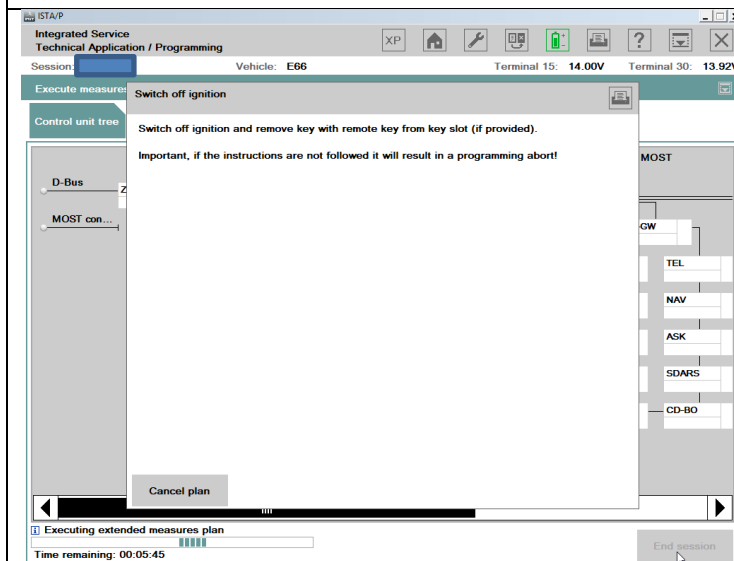 ISTA/P
Integrated Service
Technical Application / Programming
XP
?
Session:
Vehicle: E66
Terminal 15: 14.00V
Terminal 30: 13.92V
Execute measures
Control unit tree
Switch off ignition
Switch off ignition and remove key with remote key from key slot (if provided).
Important, if the instructions are not followed it will result in a programming abort!
MOST
D-Bus
Z
MOST con...
GW
TEL
NAV
ASK
SDARS
CD-BO
Cancel plan
Executing extended measures plan
Time remaining: 00:05:45
End session